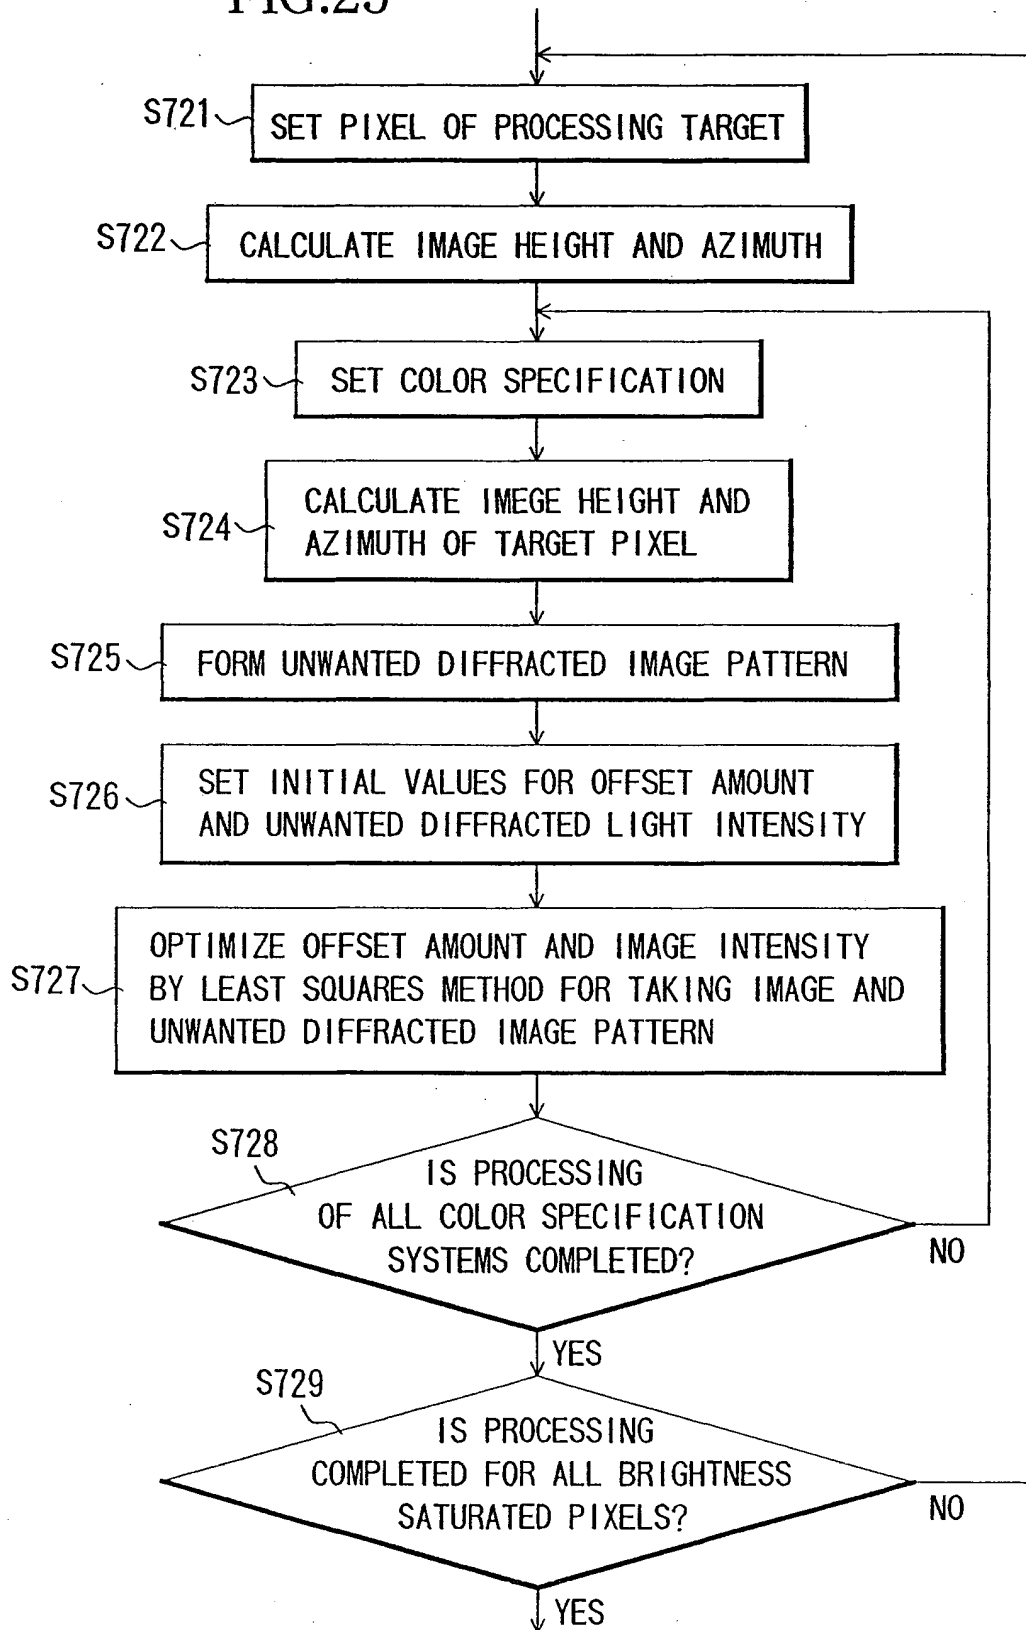 FIG.25
S721
SET PIXEL OF PROCESSING TARGET
S722
CALCULATE IMAGE HEIGHT AND AZIMUTH
S723
SET COLOR SPECIFICATION
S724
CALCULATE IMEGE HEIGHT AND
AZIMUTH OF TARGET PIXEL
S725
FORM UNWANTED DIFFRACTED IMAGE PATTERN
S726
SET INITIAL VALUES FOR OFFSET AMOUNT
AND UNWANTED DIFFRACTED LIGHT INTENSITY
S727
OPTIMIZE OFFSET AMOUNT AND IMAGE INTENSITY
BY LEAST SQUARES METHOD FOR TAKING IMAGE AND
UNWANTED DIFFRACTED IMAGE PATTERN
S728
IS PROCESSING
OF ALL COLOR SPECIFICATION
SYSTEMS COMPLETED?
NO
YES
S729
IS PROCESSING
COMPLETED FOR ALL BRIGHTNESS
SATURATED PIXELS?
NO
YES